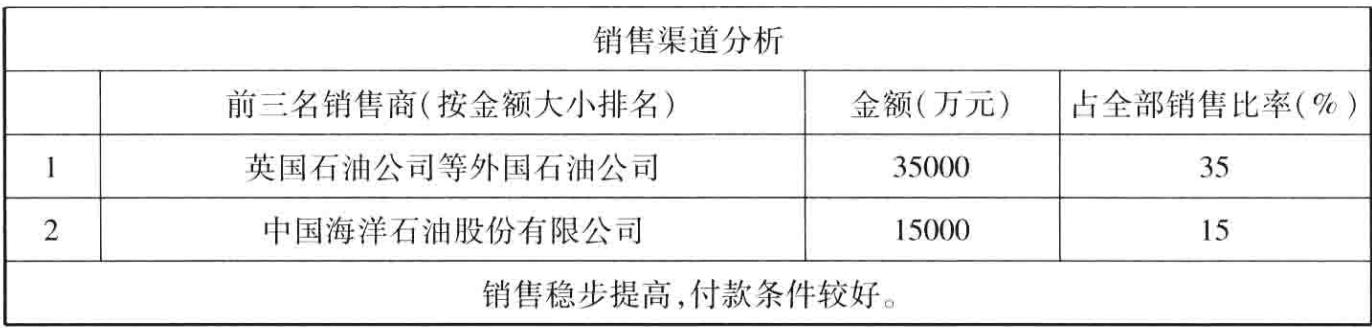 销售渠道分析
前三名销售商(按金额大小排名) 金额(万元) 占全部销售比率(%)
1 英国石油公司等外国石油公司 35000 35
2 中国海洋石油股份有限公司 15000 15
销售稳步提高,付款条件较好。